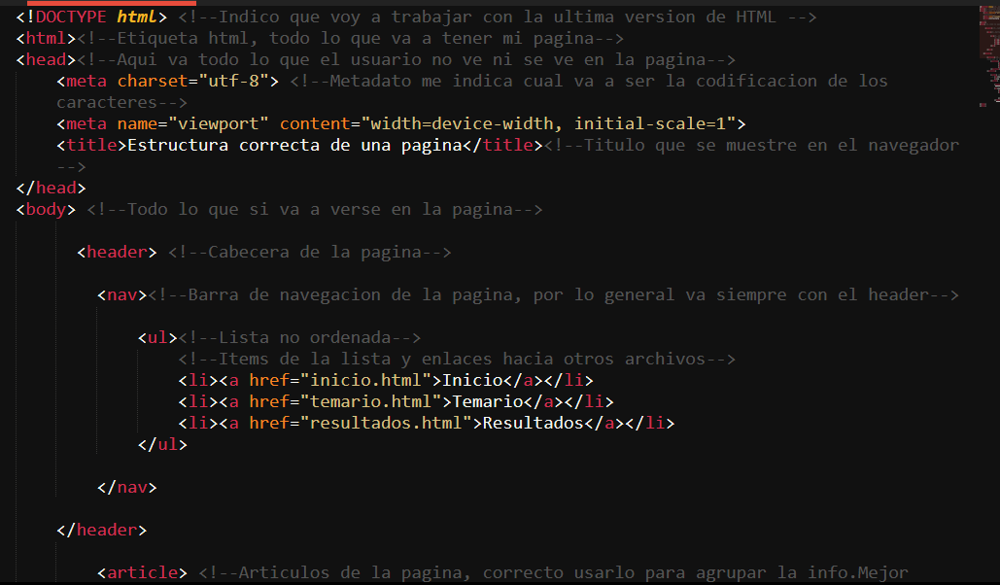 <!DOCTYPE html> <!--Indico que voy a trabajar con la ultima version de HTML -->
<html><!--Etiqueta html, todo lo que va a tener mi pagina-->
<head><!--Aqui va todo lo que el usuario no ve ni se ve en la pagina-->
<meta charset="utf-8"> <!--Metadato me indica cual va a ser la codificacion de los
caracteres-->
<meta name="viewport" content="width=device-width, initial-scale=1">
<title>Estructura correcta de una pagina</title><!--Titulo que se muestre en el navegador
-->
</head>
<body> <!--Todo lo que si va a verse en la pagina-->
<header> <!--Cabecera de la pagina-->
<nav><!--Barra de navegacion de la pagina, por lo general va siempre con el header-->
<ul><!--Lista no ordenada-->
<!--Items de la lista y enlaces hacia otros archivos-->
<li><a href="inicio.html">Inicio</a></li>
<li><a href="temario.html">Temario</a></li>
<li><a href="resultados.html">Resultados</a></li>
</ul>
</nav>
</header>
<article> <!--Articulos de la pagina, correcto usarlo para agrupar la info.Mejor